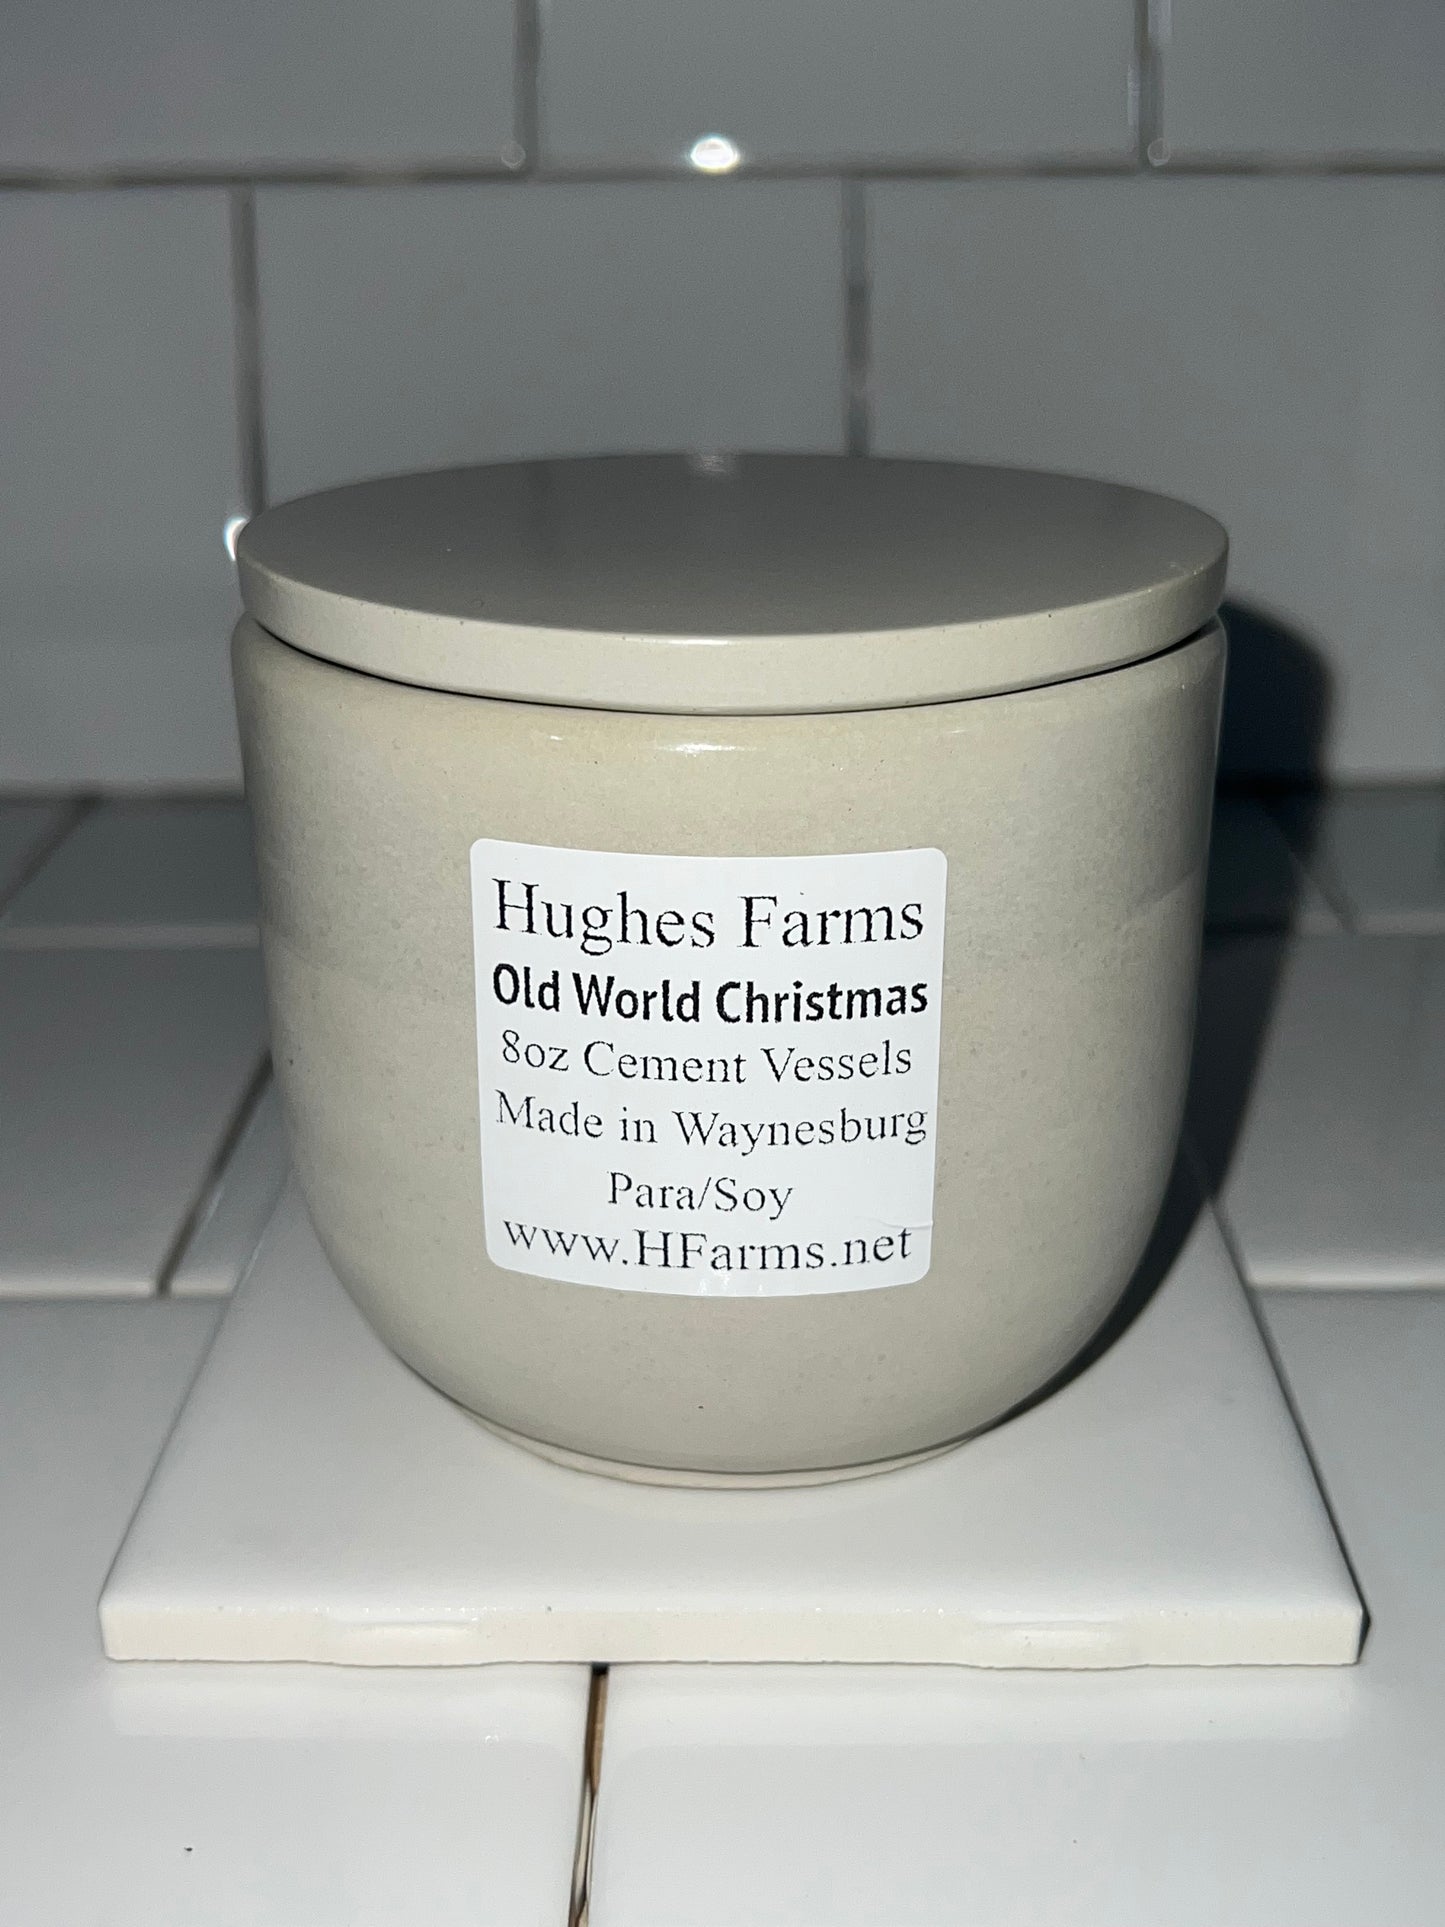 Hughes Farms
Old World Christmas
8oz Cement Vessels
Made in Waynesburg
Para/Soy
www.HFarms.net